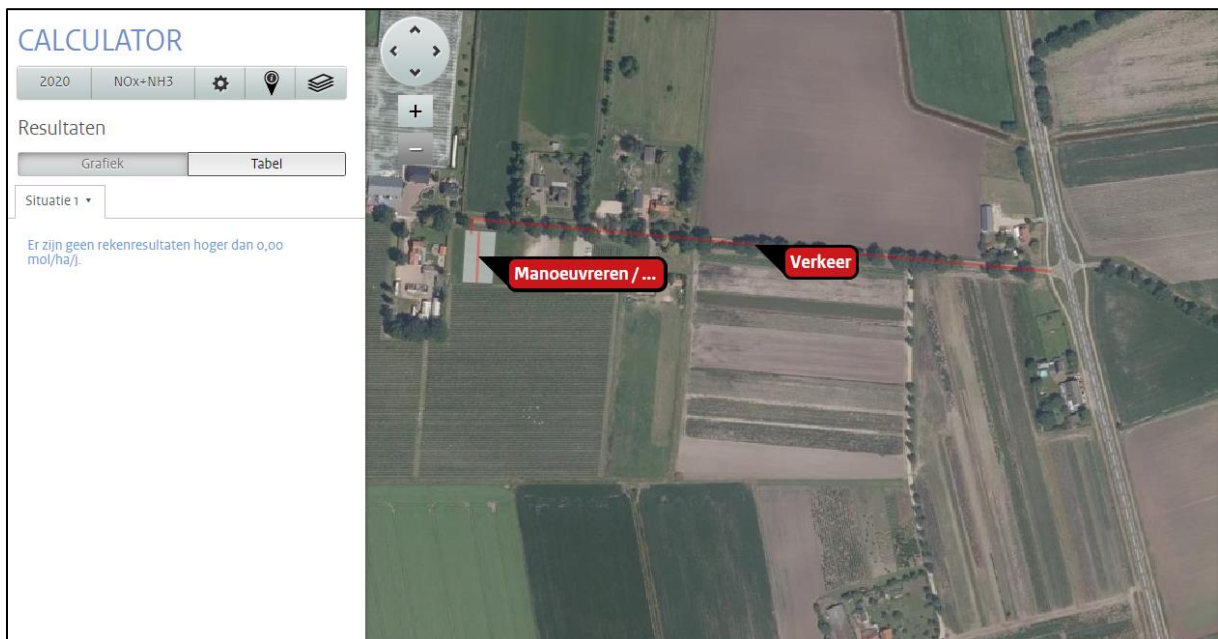 CALCULATOR
2020 NOx+NH3
Resultaten
Grafiek Tabel
Situatie 1
Er zijn geen rekenresultaten hoger dan 0,00
mol/ha/j.
+
−
Verkeer
Manoeuvreren / ...